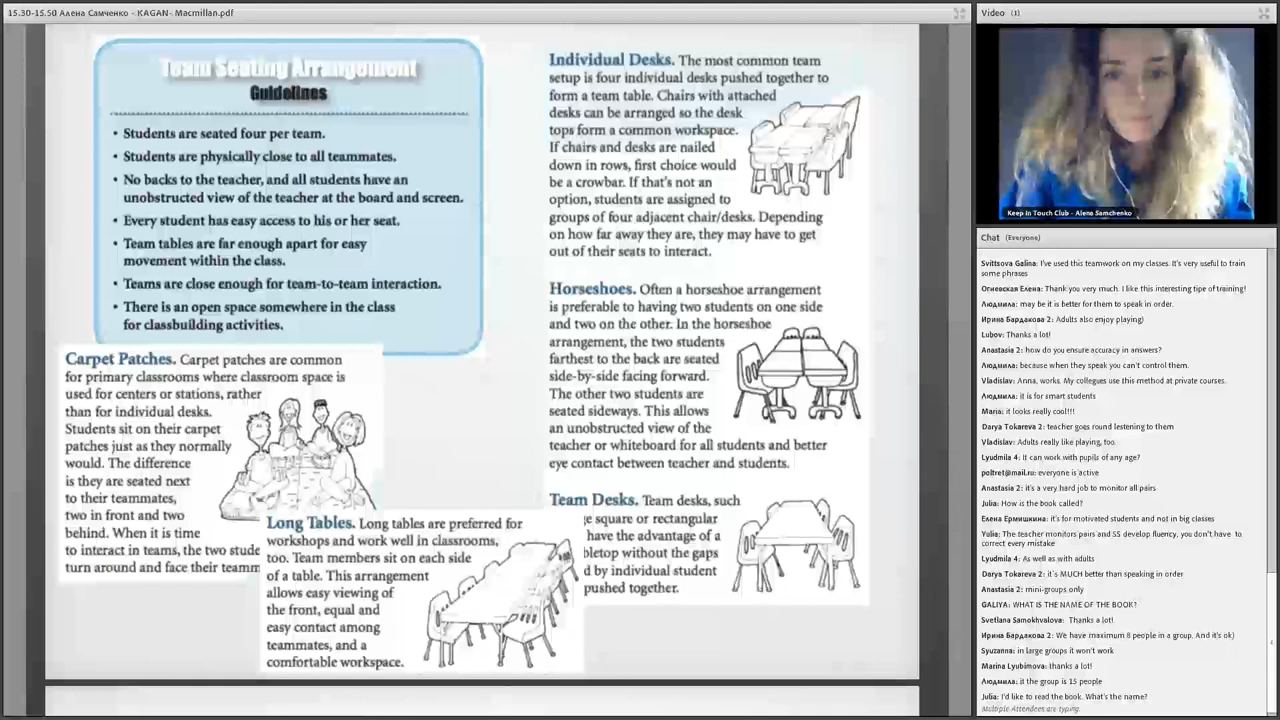 15.30-15.50 Алена Самченко - KAGAN- Macmillan.pdf
Team Seating Arrangement
Guidelines
• Students are seated four per team.
• Students are physically close to all teammates.
• No backs to the teacher, and all students have an
unobstructed view of the teacher at the board and screen.
• Every student has easy access to his or her seat.
• Team tables are far enough apart for easy
movement within the class.
• Teams are close enough for team-to-team interaction.
• There is an open space somewhere in the class
for classbuilding activities.
Carpet Patches. Carpet patches are common
for primary classrooms where classroom space is
used for centers or stations, rather
than for individual desks.
Students sit on their carpet
patches just as they normally
would. The difference
is they are seated next
to their teammates,
two in front and two
behind. When it is time
to interact in teams, the two stude
turn around and face their teamm
Long Tables. Long tables are preferred for
workshops and work well in classrooms,
too. Team members sit on each side
of a table. This arrangement
allows easy viewing of
the front, equal and
easy contact among
teammates, and a
comfortable workspace.
Individual Desks. The most common team
setup is four individual desks pushed together to
form a team table. Chairs with attached
desks can be arranged so the desk
tops form a common workspace.
If chairs and desks are nailed
down in rows, first choice would
be a crowbar. If that's not an
option, students are assigned to
groups of four adjacent chair/desks. Depending
on how far away they are, they may have to get
out of their seats to interact.
Horseshoes. Often a horseshoe arrangement
is preferable to having two students on one side
and two on the other. In the horseshoe
arrangement, the two students
farthest to the back are seated
side-by-side facing forward.
The other two students are
seated sideways. This allows
an unobstructed view of the
teacher or whiteboard for all students and better
eye contact between teacher and students.
Team Desks. Team desks, such
e square or rectangular
have the advantage of a
bletop without the gaps
d by individual student
pushed together.
Video (1)
Keep In Touch Club - Alena Samchenko
Chat (Everyone)
Svittsova Galina: I've used this teamwork on my classes. It's very useful to train
some phrases
Огиевская Елена: Thank you very much. I like this interesting tipe of training!
Людмила: may be it is better for them to speak in order.
Ирина Бардакова 2: Adults also enjoy playing)
Lubov: Thanks a lot!
Anastasia 2: how do you ensure accuracy in answers?
Людмила: because when they speak you can't control them.
Vladislav: Anna, works. My collegues use this method at private courses.
Людмила: it is for smart students
Maria: it looks really cool!!!
Darya Tokareva 2: teacher goes round lestening to them
Vladislav: Adults really like playing, too.
Lyudmila 4: It can work with pupils of any age?
poltret@mail.ru: everyone is active
Anastasia 2: it's a very hard job to monitor all pairs
Julia: How is the book called?
Елена Ермишкина: it's for motivated students and not in big classes
Yulia: The teacher monitors pairs and SS develop fluency, you don't have to
correct every mistake
Lyudmila 4: As well as with adults
Darya Tokareva 2: it`s MUCH better than speaking in order
Anastasia 2: mini-groups only
GALIYA: WHAT IS THE NAME OF THE BOOK?
Svetlana Samokhvalova: Thanks a lot!
Ирина Бардакова 2: We have maximum 8 people in a group. And it's ok)
Syuzanna: in large groups it won't work
Marina Lyubimova: thanks a lot!
Людмила: it the group is 15 people
Julia: I'd like to read the book. What's the name?
Multiple Attendees are typing.